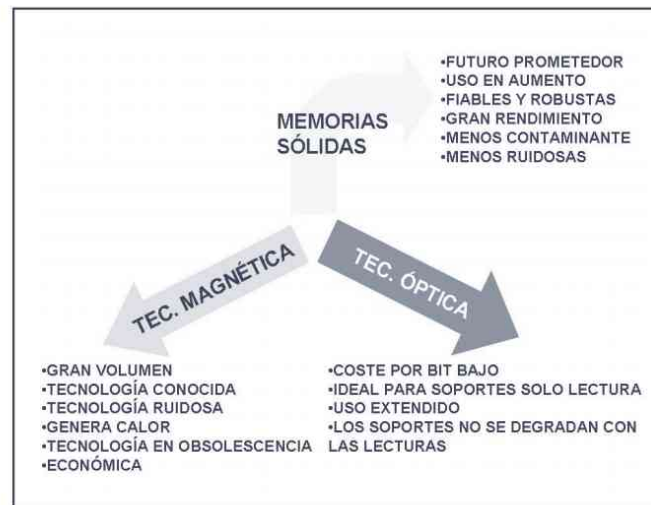 MEMORIAS
SÓLIDAS
•FUTURO PROMETEDOR
•USO EN AUMENTO
•FIABLES Y ROBUSTAS
•GRAN RENDIMIENTO
•MENOS CONTAMINANTE
•MENOS RUIDOSAS
TEC. MAGNÉTICA
TEC. ÓPTICA
•GRAN VOLUMEN
•TECNOLOGÍA CONOCIDA
•TECNOLOGÍA RUIDOSA
•GENERA CALOR
•TECNOLOGÍA EN OBSOLESCENCIA
•ECONÓMICA
•COSTE POR BIT BAJO
•IDEAL PARA SOPORTES SOLO LECTURA
•USO EXTENDIDO
•LOS SOPORTES NO SE DEGRADAN CON
LAS LECTURAS